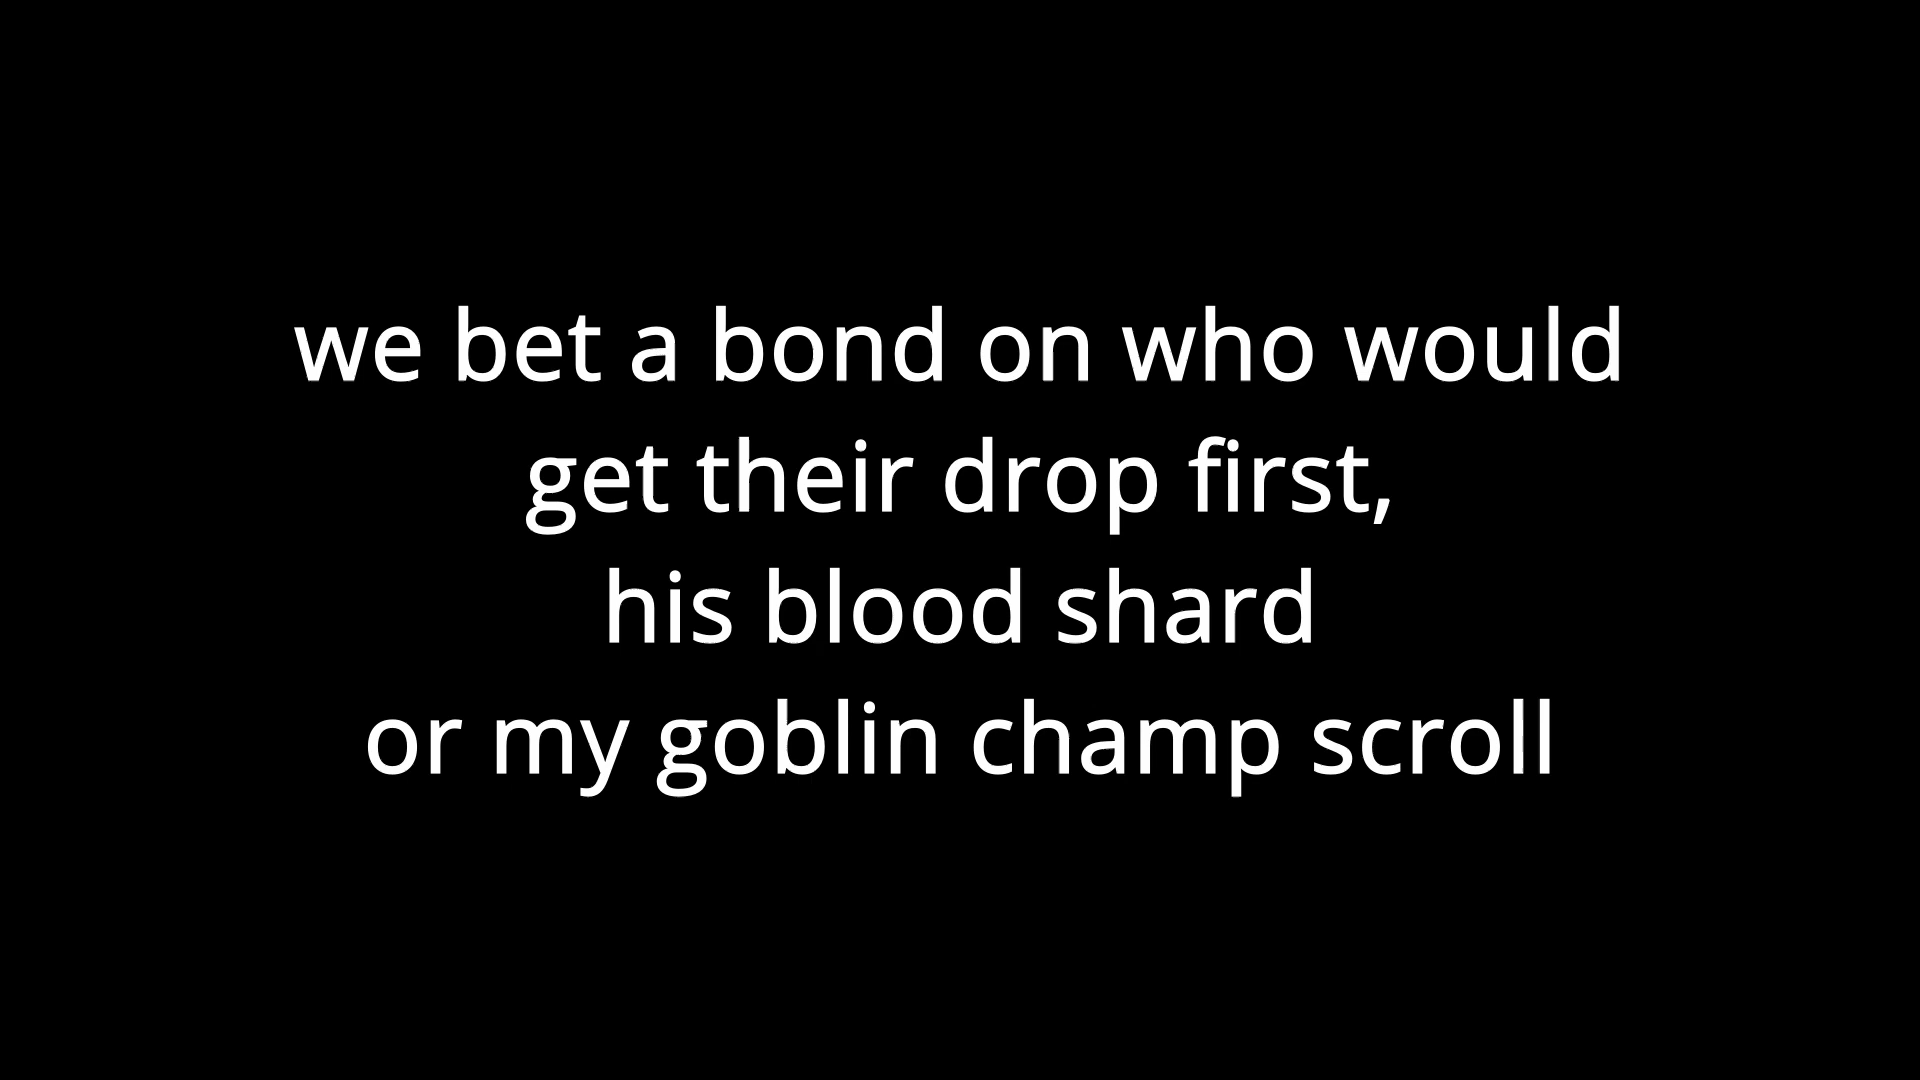 we bet a bond on who would
get their drop first,
his blood shard
or my goblin champ scroll